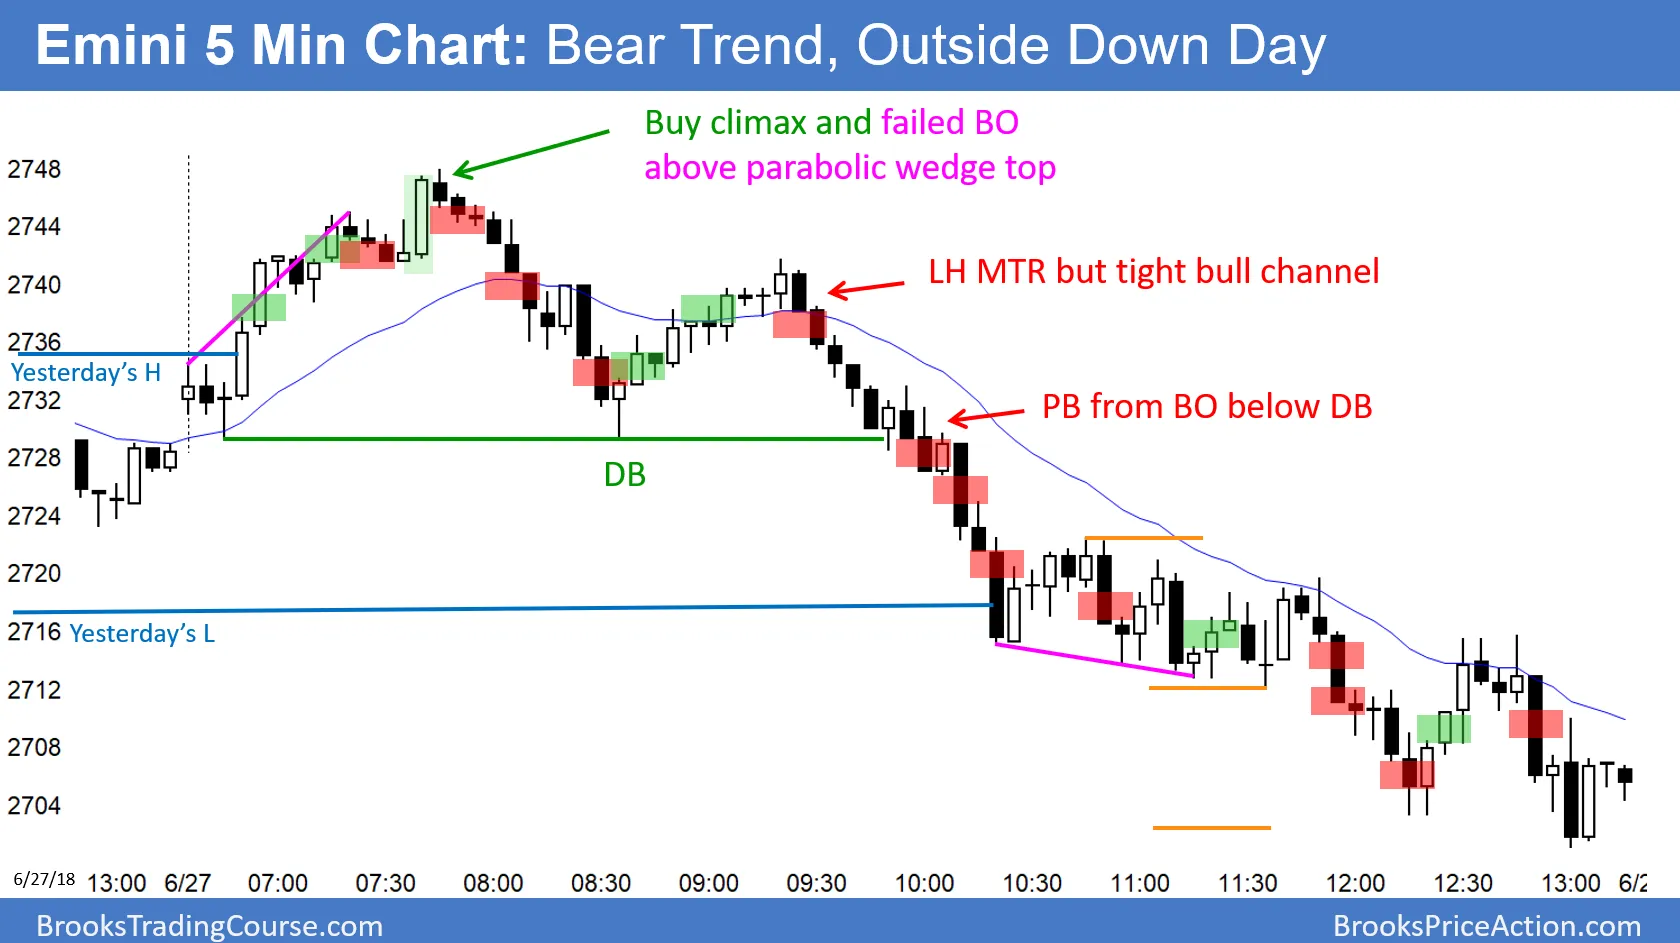 Emini 5 Min Chart: Bear Trend, Outside Down Day
Buy climax and failed BO
above parabolic wedge top
2748
2744
2740
2736
2732
2728
2724
2720
2716
2712
2708
2704
Yesterday's H
LH MTR but tight bull channel
PB from BO below DB
DB
Yesterday's L
6/27/18 13:00 6/27 07:00 07:30 08:00 08:30 09:00 09:30 10:00 10:30 11:00 11:30 12:00 12:30 13:00 6/2
BrooksTradingCourse.com
BrooksPriceAction.com